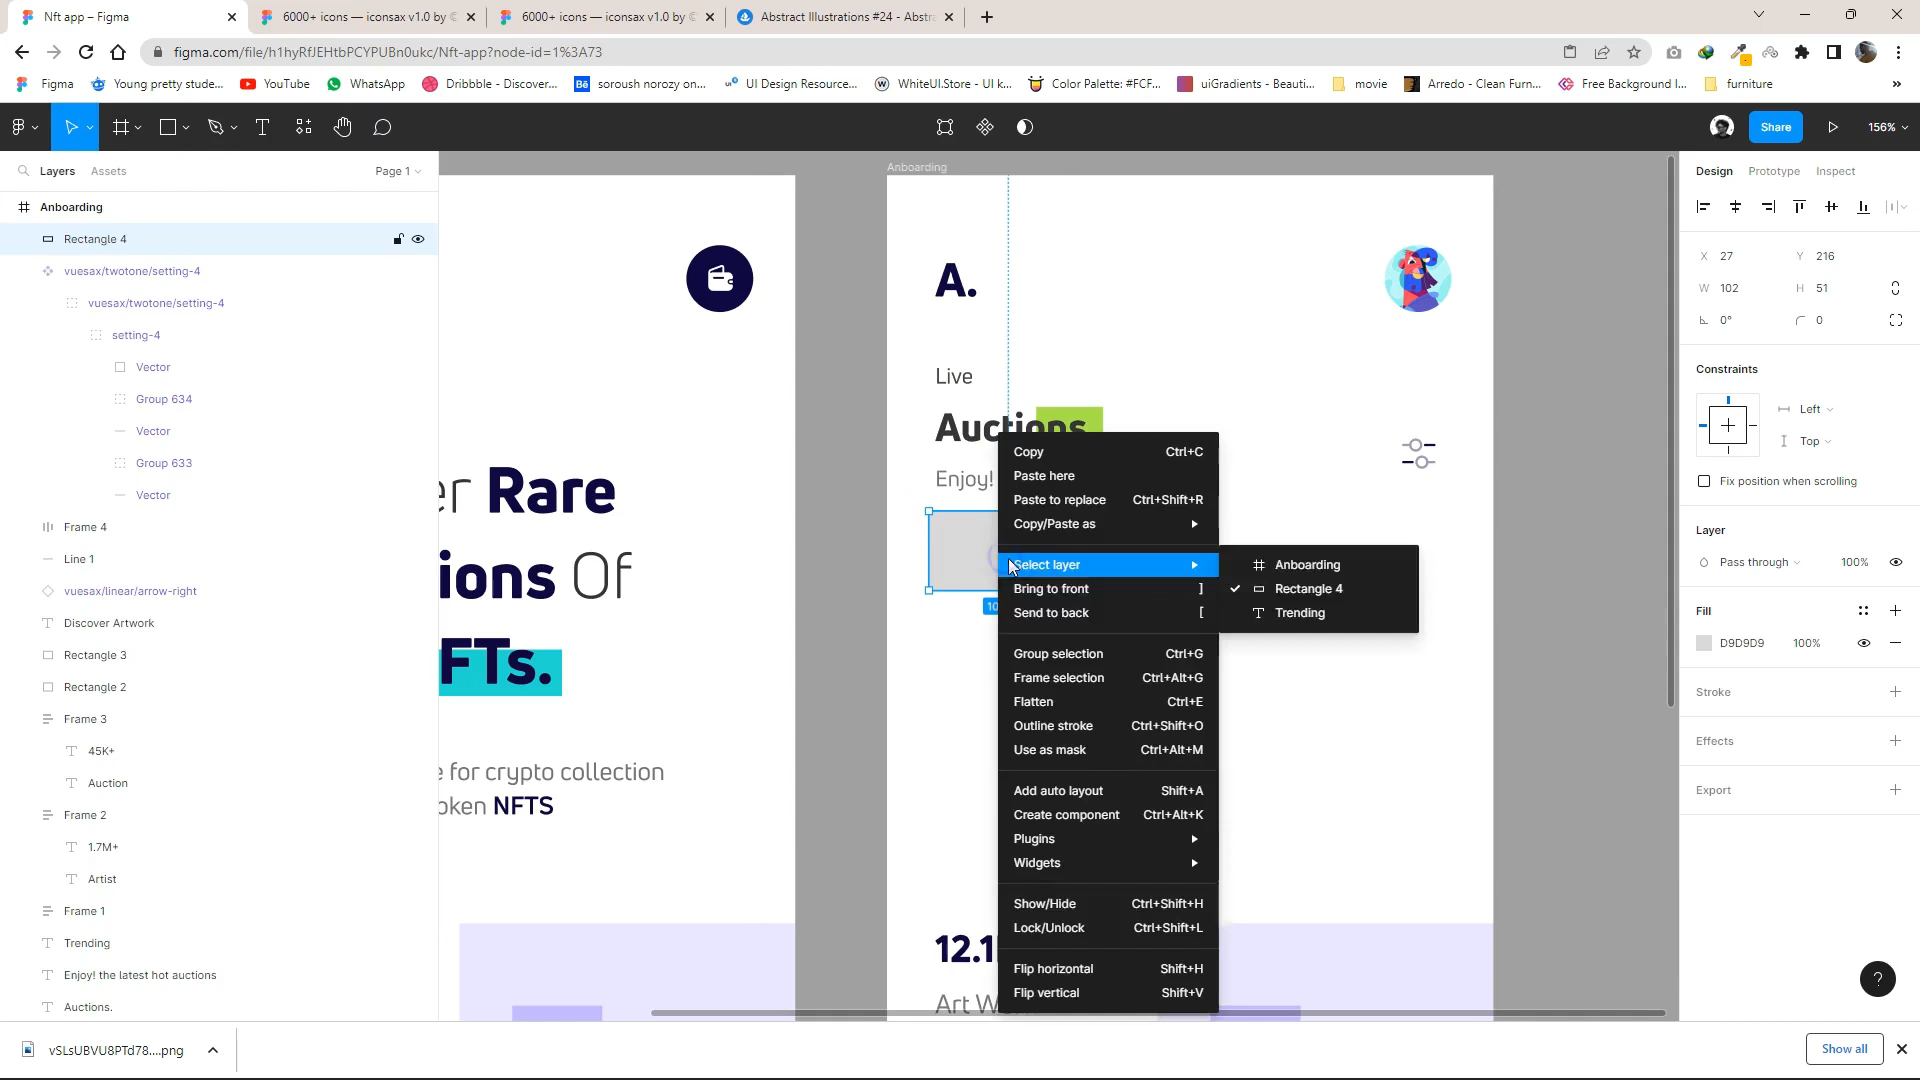 Nft app – Figma
6000+ icons — iconsax v1.0 by ©
6000+ icons — iconsax v1.0 by ©
Abstract Illustrations #24 - Abstra
figma.com/file/h1hyRfJEHtbPCYPUBn0ukc/Nft-app?node-id=1%3A73
Figma
Young pretty stude...
YouTube
WhatsApp
Dribbble - Discover...
Bē soroush norozy on...
UI Design Resource...
WhiteUI.Store - UI k...
Color Palette: #FCF...
uiGradients - Beauti...
movie
Arredo - Clean Furn...
Free Background I...
furniture
Share
156%
Layers
Assets
Page 1
Anboarding
Rectangle 4
vuesax/twotone/setting-4
vuesax/twotone/setting-4
setting-4
Vector
Group 634
Vector
Group 633
Vector
Frame 4
Line 1
vuesax/linear/arrow-right
Discover Artwork
Rectangle 3
Rectangle 2
Frame 3
45K+
Auction
Frame 2
1.7M+
Artist
Frame 1
Trending
Enjoy! the latest hot auctions
Auctions.
er Rare
ions Of
FTs.
e for crypto collection
oken NFTS
Anboarding
A.
Live
Auctions
Enjoy!
10
12.1
Art W
Copy Ctrl+C
Paste here
Paste to replace Ctrl+Shift+R
Copy/Paste as
Select layer
Bring to front ]
Send to back [
Group selection Ctrl+G
Frame selection Ctrl+Alt+G
Flatten Ctrl+E
Outline stroke Ctrl+Shift+O
Use as mask Ctrl+Alt+M
Add auto layout Shift+A
Create component Ctrl+Alt+K
Plugins
Widgets
Show/Hide Ctrl+Shift+H
Lock/Unlock Ctrl+Shift+L
Flip horizontal Shift+H
Flip vertical Shift+V
Anboarding
Rectangle 4
Trending
Design
Prototype
Inspect
X 27 Y 216
W 102 H 51
0° 0
Constraints
Left
Top
Fix position when scrolling
Layer
Pass through 100%
Fill
D9D9D9 100%
Stroke
Effects
Export
?
vSLsUBVU8PTd78....png
Show all